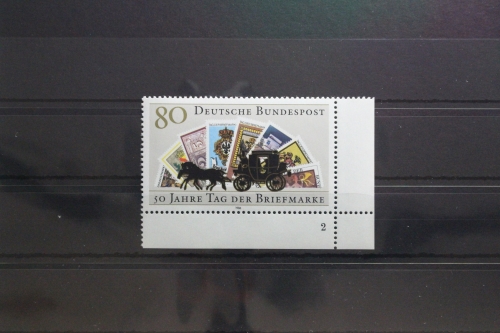 80 DEUTSCHE BUNDESPOST
50 JAHRE TAG DER BRIEFMARKE
2